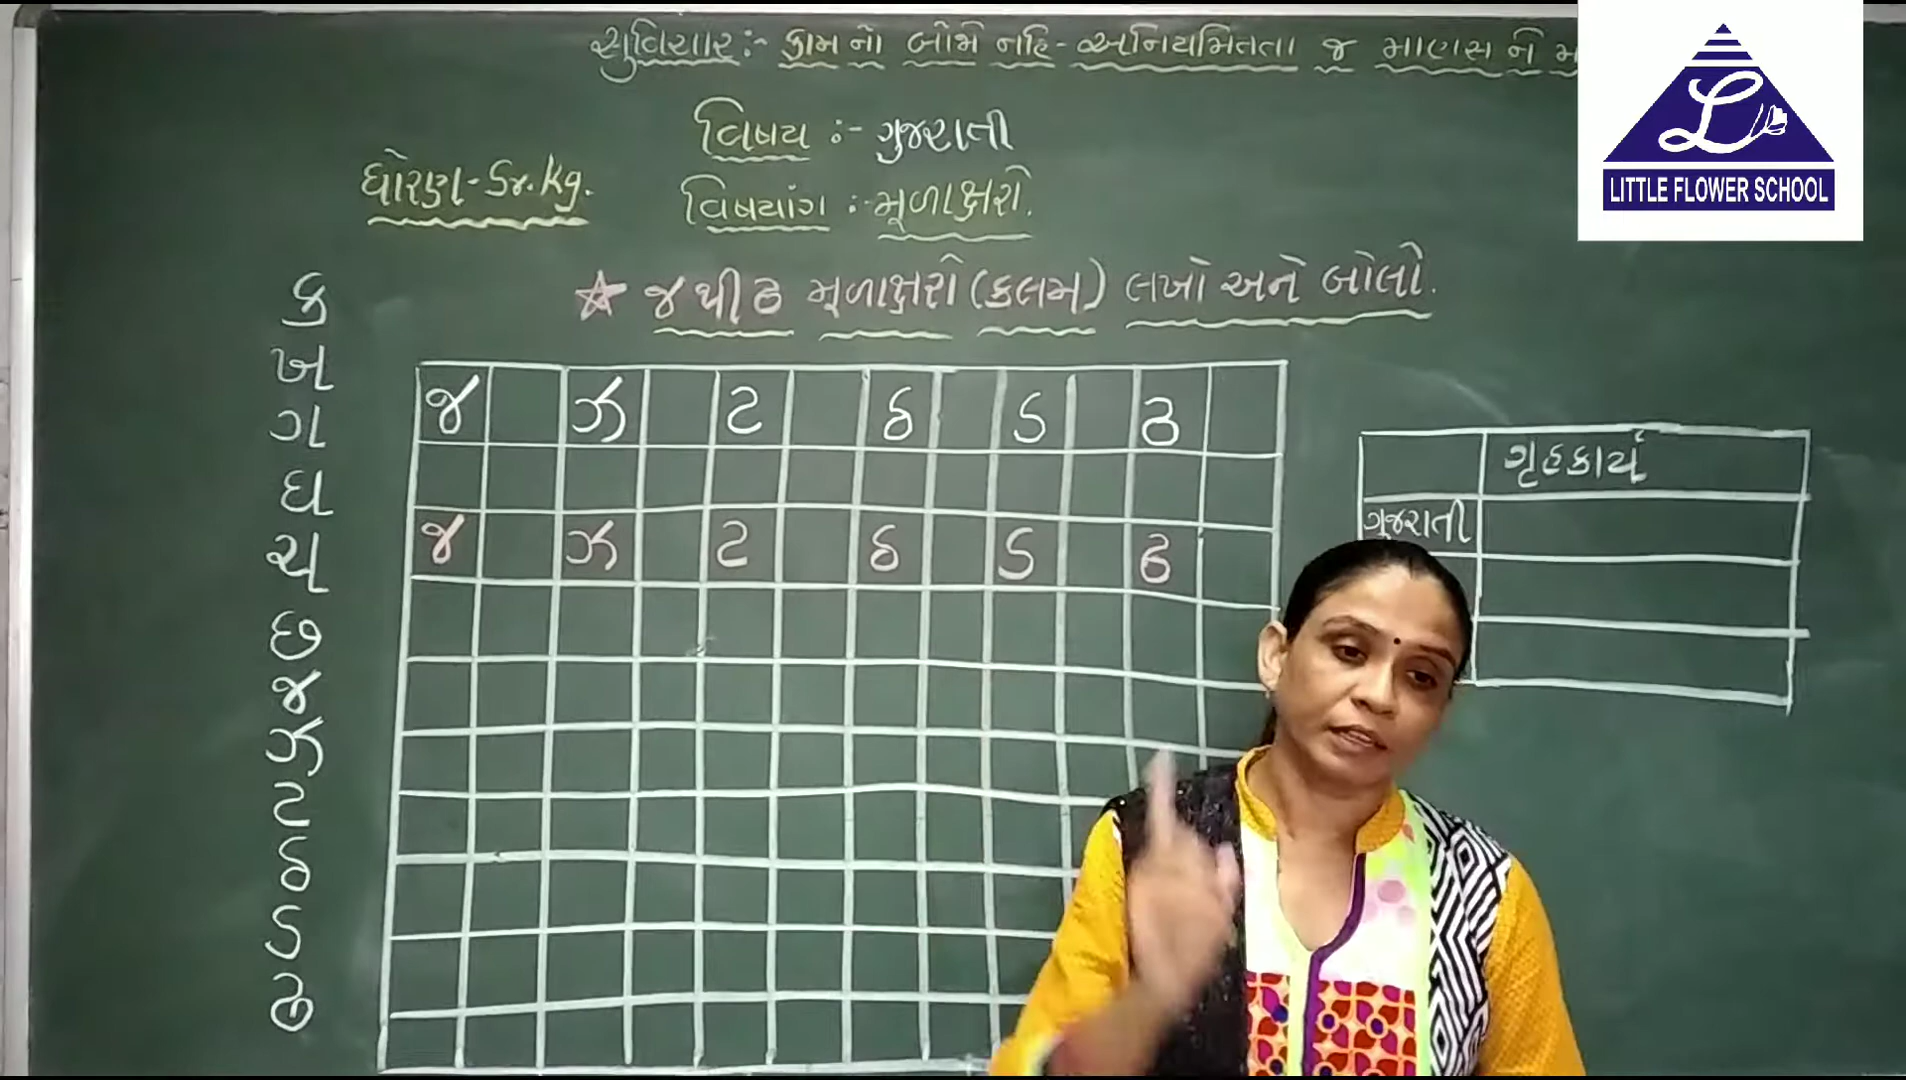 સુવિચાર:- કામ નો બોજો નહિ - અનિયમિતતા જ માણસ ને
વિષય :- ગુજરાતી
ધોરણ - Sr. Kg.
વિષયાંગ :- મૂળાક્ષરો.
☆ જ થી ઢ મૂળાક્ષરો (કલમ) લખો અને બોલો.
LITTLE FLOWER SCHOOL
ક
ખ
ગ
ઘ
ચ
છ
જ
ઝ
ટ
ઠ
ડ
ઢ
જ ઝ ટ ઠ ડ ઢ
જ ઝ ટ ઠ ડ ઢ
ગૃહકાર્ય
ગુજરાતી